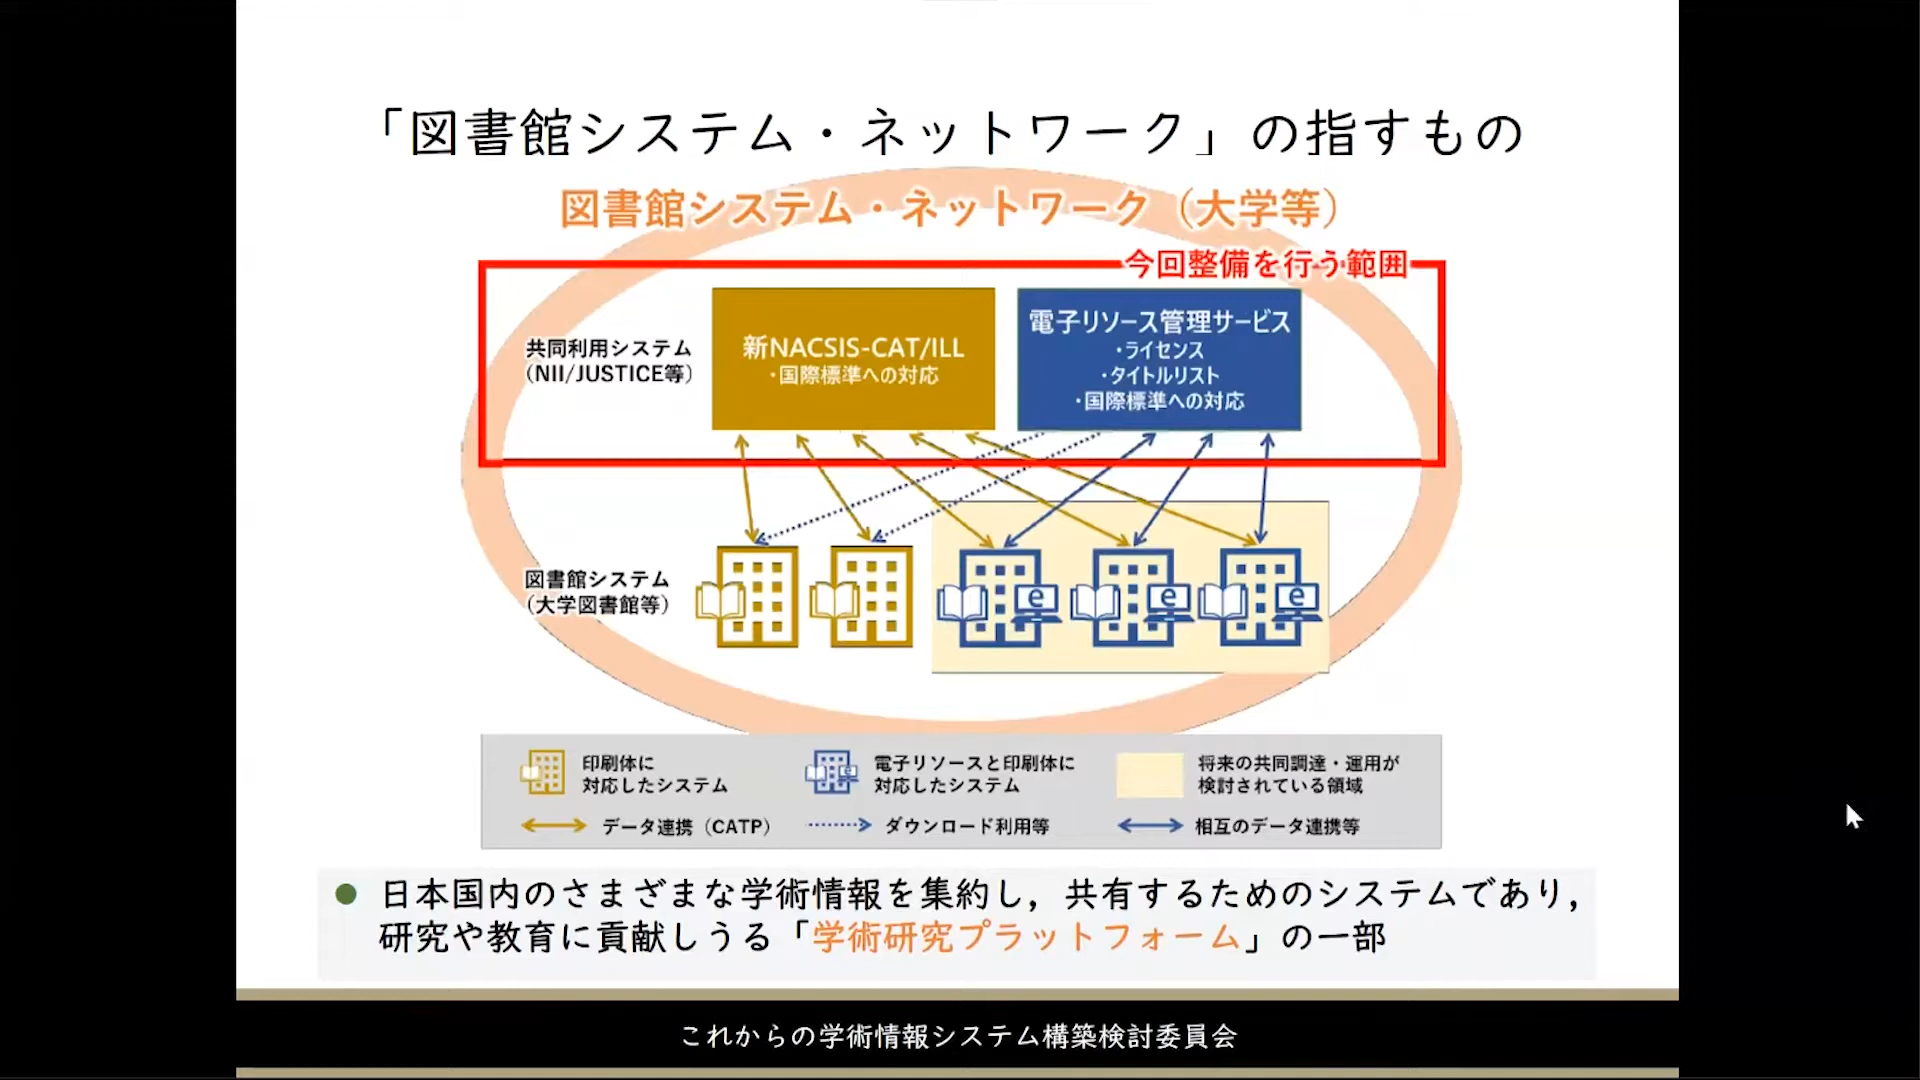 「図書館システム・ネットワーク」の指すもの
図書館システム・ネットワーク（大学等）
今回整備を行う範囲
共同利用システム
（NII/JUSTICE等）
新NACSIS-CAT/ILL
・国際標準への対応
電子リソース管理サービス
・ライセンス
・タイトルリスト
・国際標準への対応
図書館システム
（大学図書館等）
e
e
e
印刷体に
対応したシステム
e
電子リソースと印刷体に
対応したシステム
将来の共同調達・運用が
検討されている領域
データ連携（CATP）
ダウンロード利用等
相互のデータ連携等
● 日本国内のさまざまな学術情報を集約し，共有するためのシステムであり，
研究や教育に貢献しうる「学術研究プラットフォーム」の一部
これからの学術情報システム構築検討委員会